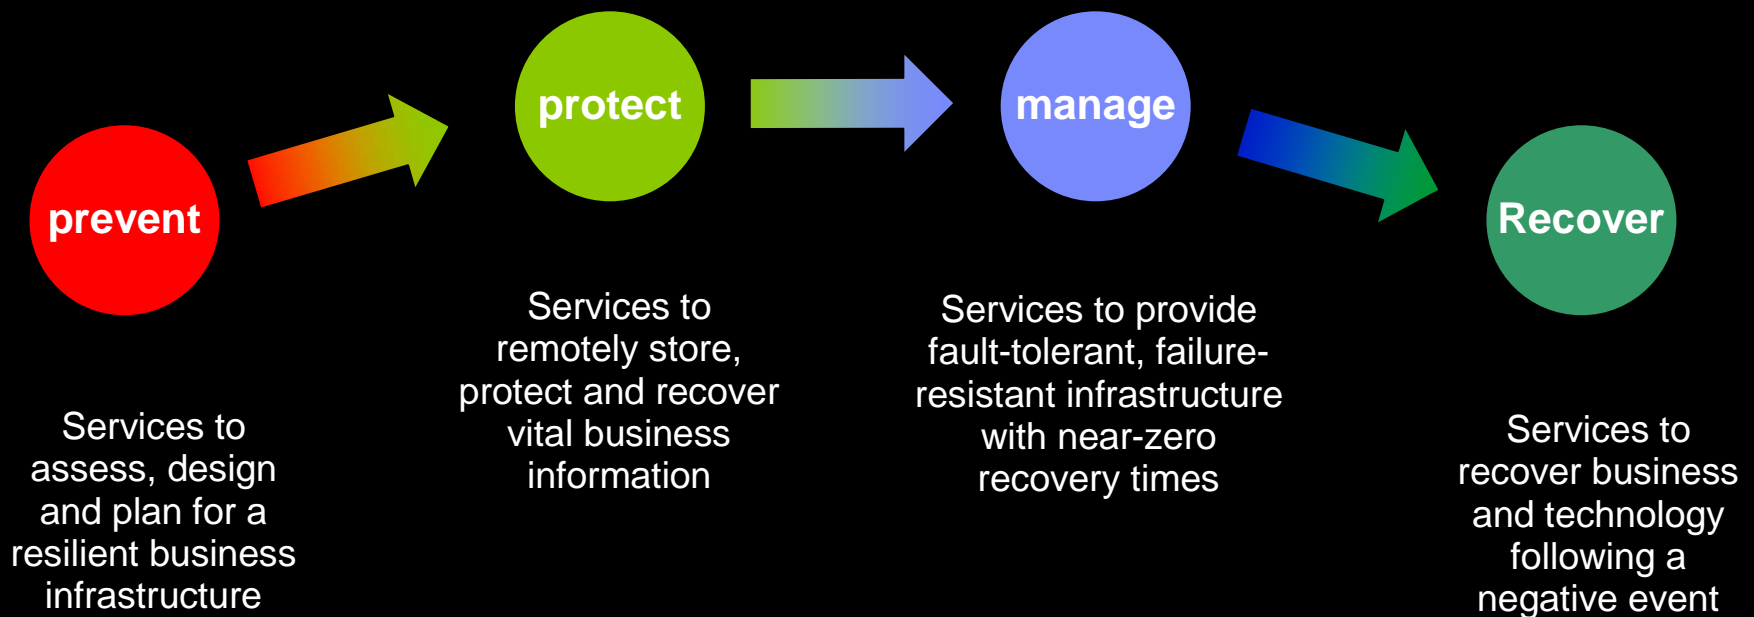 prevent
Services to
assess, design
and plan for a
resilient business
infrastructure
protect
Services to
remotely store,
protect and recover
vital business
information
manage
Services to provide
fault-tolerant, failure-
resistant infrastructure
with near-zero
recovery times
Recover
Services to
recover business
and technology
following a
negative event